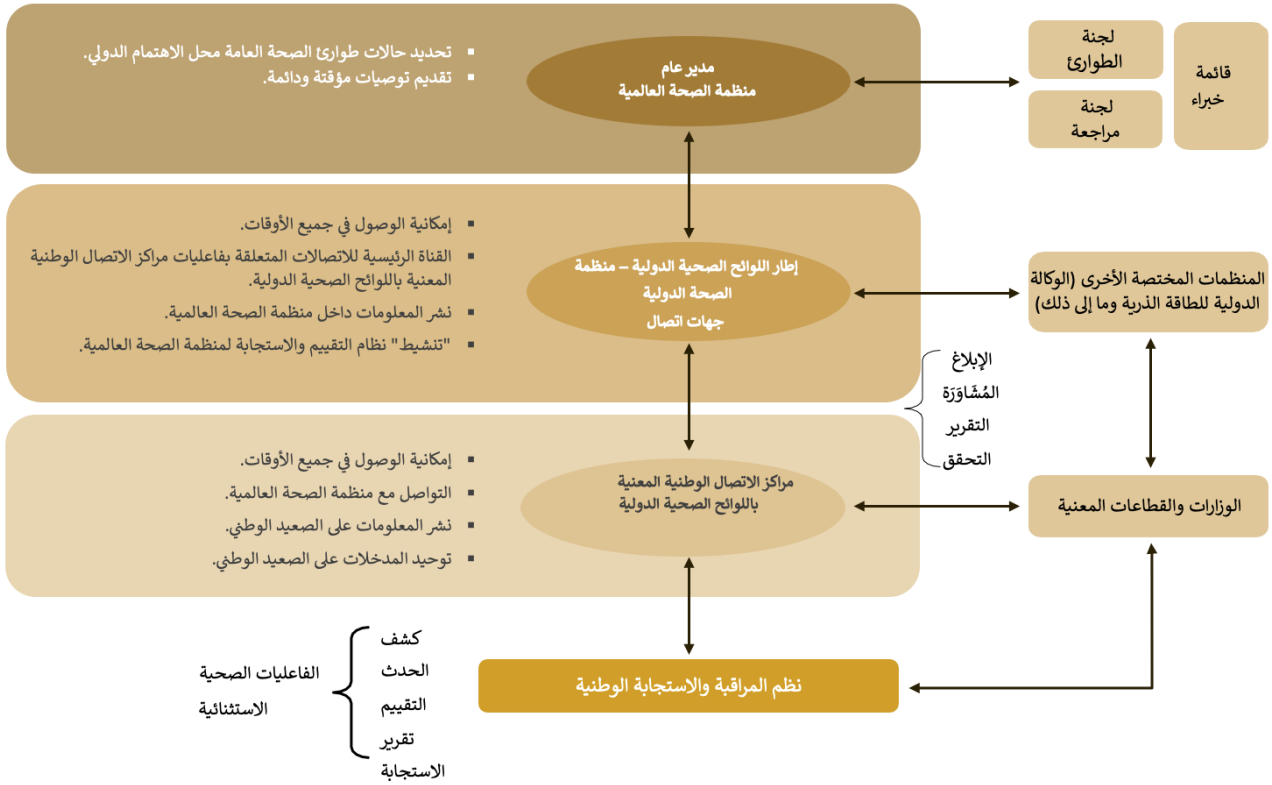 لجنة
الطوارئ
لجنة
مراجعة
قائمة
خبراء
مدير عام
منظمة الصحة العالمية
▪ تحديد حالات طوارئ الصحة العامة محل الاهتمام الدولي.
▪ تقديم توصيات مؤقتة ودائمة.
المنظمات المختصة الأخرى (الوكالة
الدولية للطاقة الذرية وما إلى ذلك)
إطار اللوائح الصحية الدولية – منظمة
الصحة الدولية
جهات اتصال
▪ إمكانية الوصول في جميع الأوقات.
▪ القناة الرئيسية للاتصالات المتعلقة بفاعليات مراكز الاتصال الوطنية
المعنية باللوائح الصحية الدولية.
▪ نشر المعلومات داخل منظمة الصحة العالمية.
▪ "تنشيط" نظام التقييم والاستجابة لمنظمة الصحة العالمية.
الإبلاغ
المُشَاوَرَة
التقرير
التحقق
الوزارات والقطاعات المعنية
مراكز الاتصال الوطنية المعنية
باللوائح الصحية الدولية
▪ إمكانية الوصول في جميع الأوقات.
▪ التواصل مع منظمة الصحة العالمية.
▪ نشر المعلومات على الصعيد الوطني.
▪ توحيد المدخلات على الصعيد الوطني.
نظم المراقبة والاستجابة الوطنية
كشف
الحدث
التقييم
تقرير
الاستجابة
الفاعليات الصحية
الاستثنائية